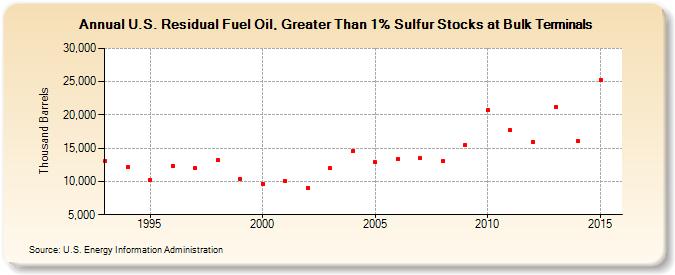 Annual U.S. Residual Fuel Oil, Greater Than 1% Sulfur Stocks at Bulk Terminals
Thousand Barrels
30,000
25,000
20,000
15,000
10,000
5,000
1995 2000 2005 2010 2015
Source: U.S. Energy Information Administration